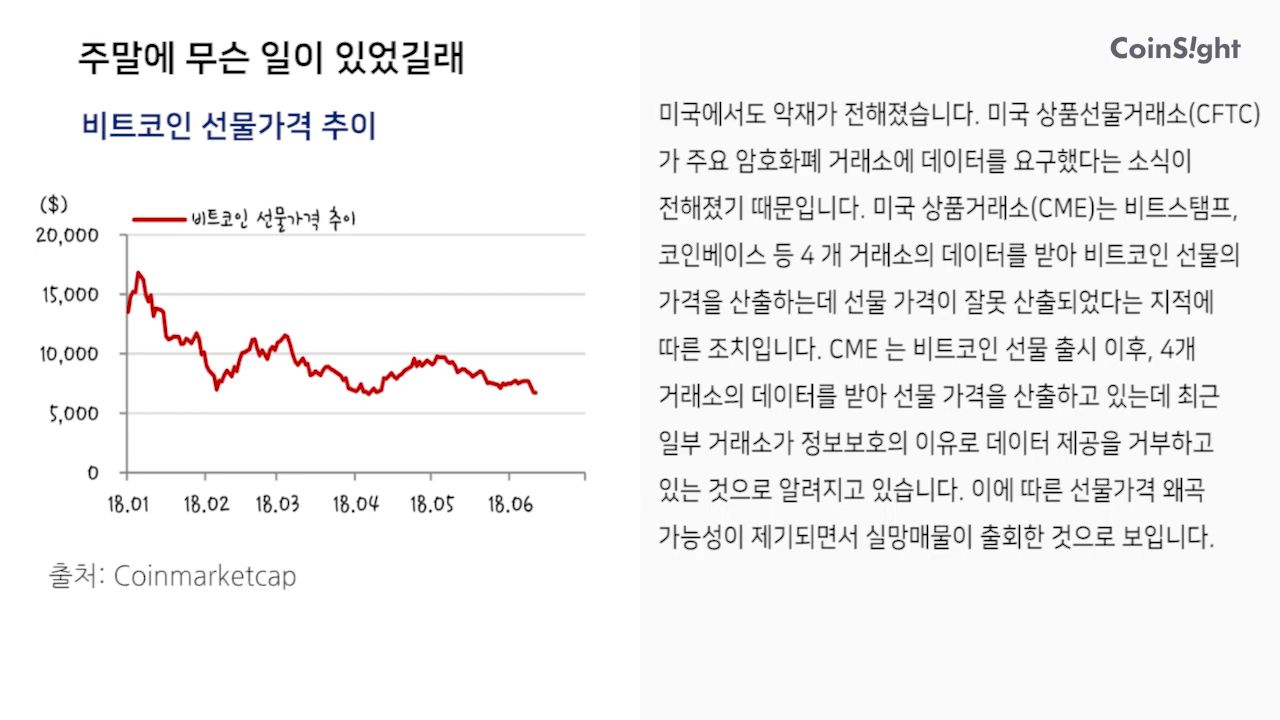 주말에 무슨 일이 있었길래
비트코인 선물가격 추이
($)
비트코인 선물가격 추이
20,000
15,000
10,000
5,000
0
18.01 18.02 18.03 18.04 18.05 18.06
출처: Coinmarketcap
CoinS!ght
미국에서도 악재가 전해졌습니다. 미국 상품선물거래소(CFTC)
가 주요 암호화폐 거래소에 데이터를 요구했다는 소식이
전해졌기 때문입니다. 미국 상품거래소(CME)는 비트스탬프,
코인베이스 등 4 개 거래소의 데이터를 받아 비트코인 선물의
가격을 산출하는데 선물 가격이 잘못 산출되었다는 지적에
따른 조치입니다. CME 는 비트코인 선물 출시 이후, 4개
거래소의 데이터를 받아 선물 가격을 산출하고 있는데 최근
일부 거래소가 정보보호의 이유로 데이터 제공을 거부하고
있는 것으로 알려지고 있습니다. 이에 따른 선물가격 왜곡
가능성이 제기되면서 실망매물이 출회한 것으로 보입니다.